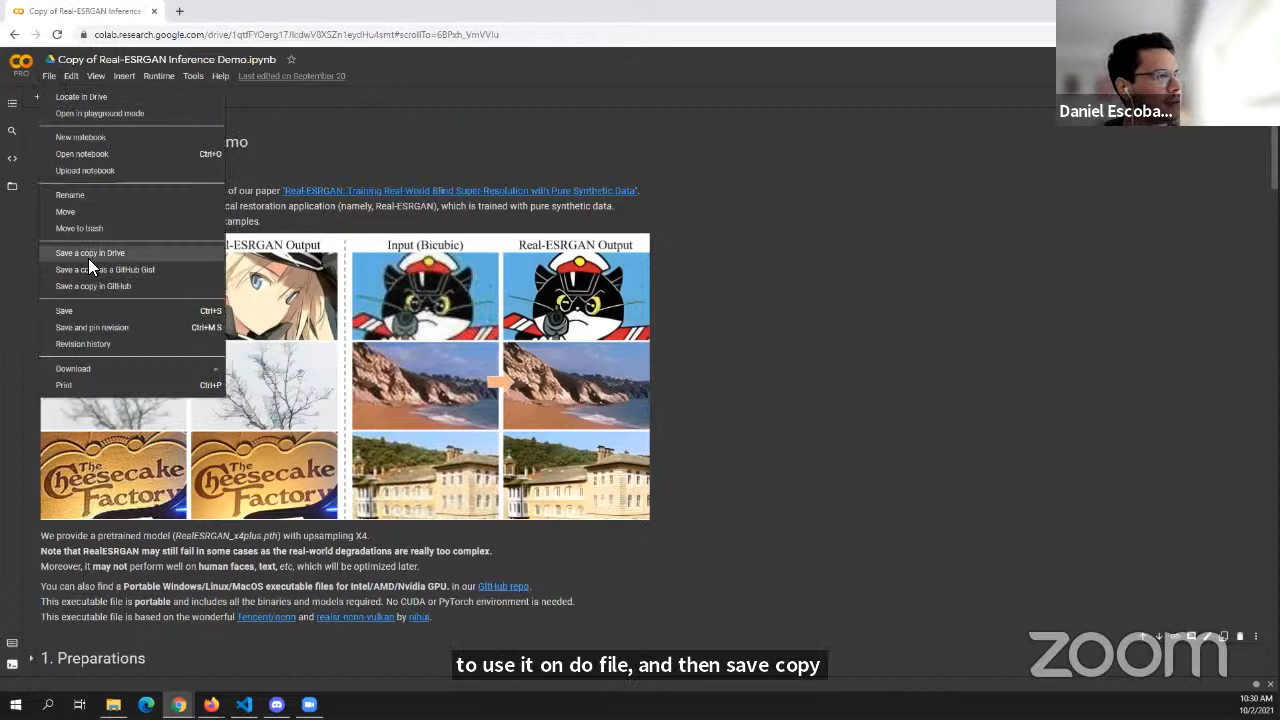 Copy of Real-ESRGAN Inference
colab.research.google.com/drive/1qtfFYOerg17JlcdwV8XSZn1eydHu4smt#scrollTo=6BPxh_VmVVlu
CO
PRO
Copy of Real-ESRGAN Inference Demo.ipynb
File Edit View Insert Runtime Tools Help Last edited on September 20
Daniel Escoba...
Locate in Drive
Open in playground mode
New notebook
Open notebook Ctrl+O
Upload notebook
Rename
Move
Move to trash
Save a copy in Drive
Save a copy as a GitHub Gist
Save a copy in GitHub
Save Ctrl+S
Save and pin revision Ctrl+M S
Revision history
Download
Print Ctrl+P
mo
of our paper "Real-ESRGAN: Training Real-World Blind Super-Resolution with Pure Synthetic Data".
cal restoration application (namely, Real-ESRGAN), which is trained with pure synthetic data.
xamples.
l-ESRGAN Output Input (Bicubic) Real-ESRGAN Output
The Cheesecake Factory The Cheesecake Factory
We provide a pretrained model (RealESRGAN_x4plus.pth) with upsampling X4.
Note that RealESRGAN may still fail in some cases as the real-world degradations are really too complex.
Moreover, it may not perform well on human faces, text, etc, which will be optimized later.
You can also find a Portable Windows/Linux/MacOS executable files for Intel/AMD/Nvidia GPU. in our GitHub repo.
This executable file is portable and includes all the binaries and models required. No CUDA or PyTorch environment is needed.
This executable file is based on the wonderful Tencent/ncnn and realsr-ncnn-vulkan by nihui.
1. Preparations
to use it on do file, and then save copy
zoom
10:30 AM
10/2/2021